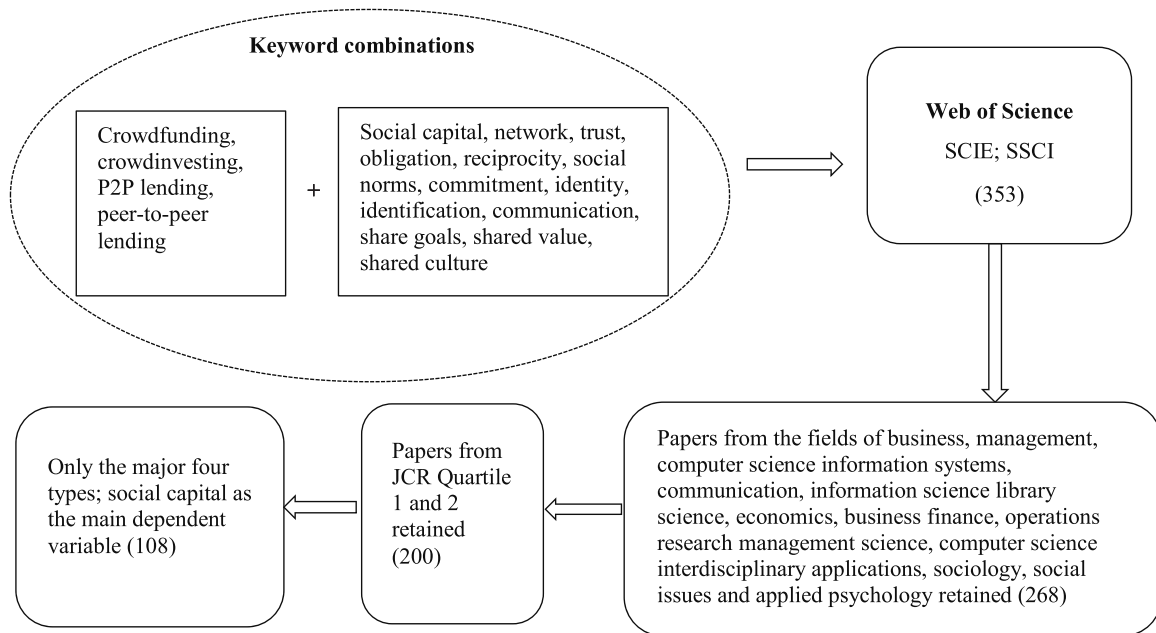 Keyword combinations
Crowdfunding,
crowdinvesting,
P2P lending,
peer-to-peer
lending
+
Social capital, network, trust,
obligation, reciprocity, social
norms, commitment, identity,
identification, communication,
share goals, shared value,
shared culture
Web of Science
SCIE; SSCI
(353)
Papers from the fields of business, management,
computer science information systems,
communication, information science library
science, economics, business finance, operations
research management science, computer science
interdisciplinary applications, sociology, social
issues and applied psychology retained (268)
Papers from
JCR Quartile
1 and 2
retained
(200)
Only the major four
types; social capital as
the main dependent
variable (108)